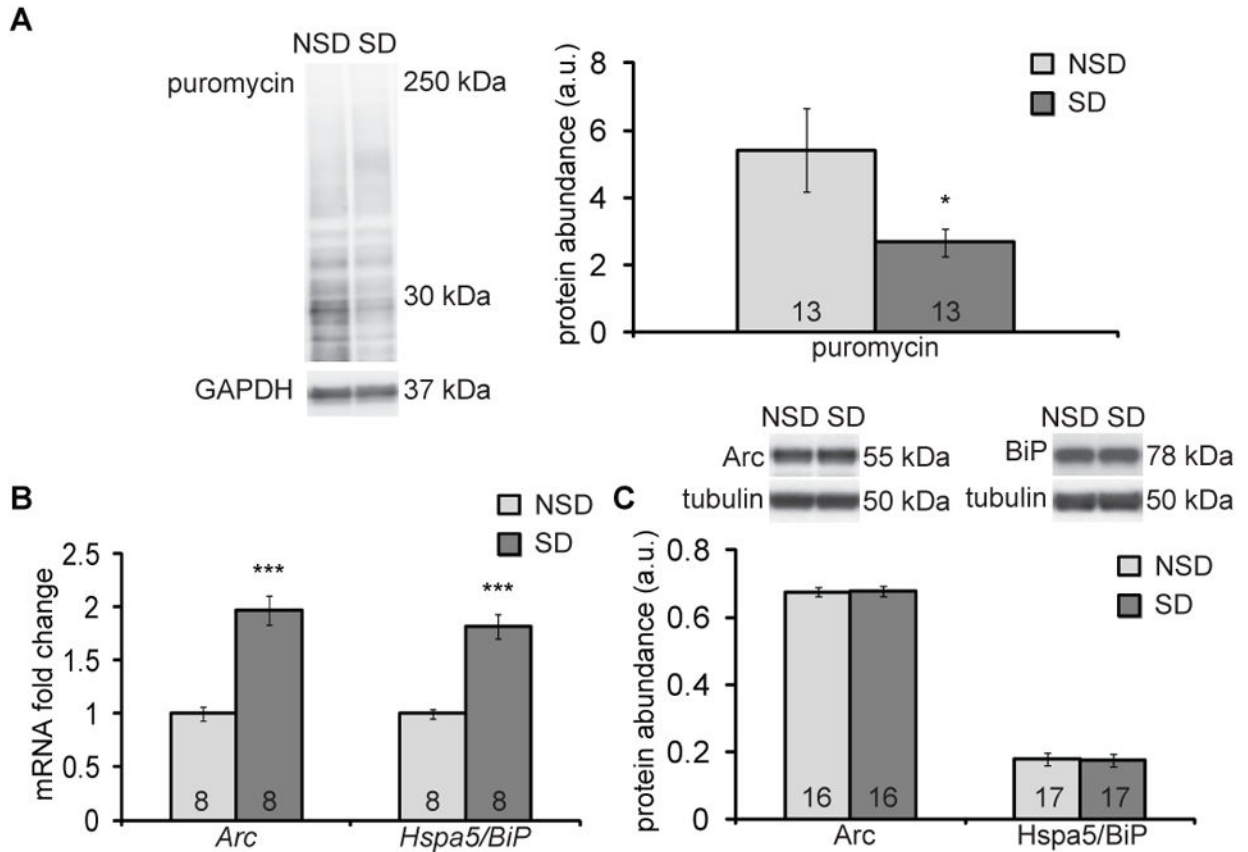 A
NSD SD
puromycin
250 kDa
30 kDa
GAPDH
37 kDa
protein abundance (a.u.)
8
6
4
2
0
*
13
13
puromycin
NSD
SD
B
mRNA fold change
2.5
2
1.5
1
0.5
0
***
***
8
8
8
8
Arc
Hspa5/BiP
NSD
SD
C
NSD SD
Arc
55 kDa
tubulin
50 kDa
NSD SD
BiP
78 kDa
tubulin
50 kDa
protein abundance (a.u.)
0.8
0.6
0.4
0.2
0
16
16
17
17
Arc
Hspa5/BiP
NSD
SD